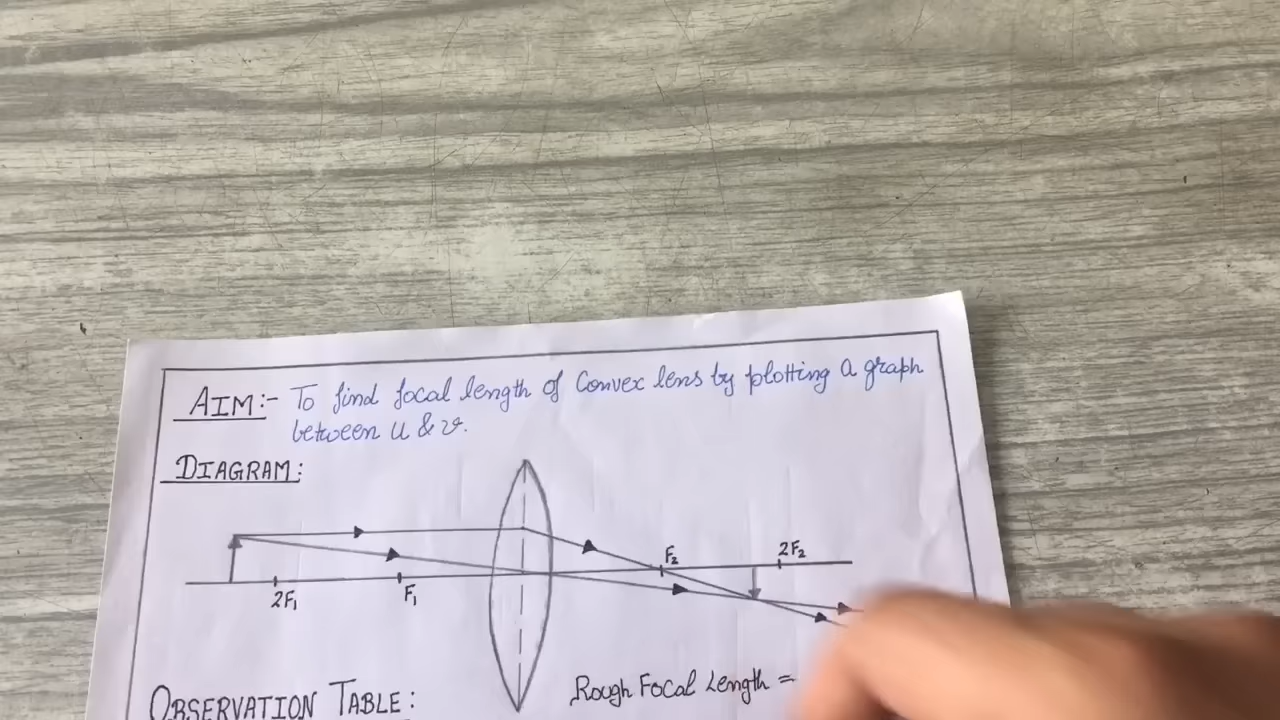 AIM:- To find focal length of Convex lens by plotting a graph
between u & v.
DIAGRAM:
F₂
2F₂
2F₁
F₁
Rough Focal Length =
OBSERVATION TABLE: